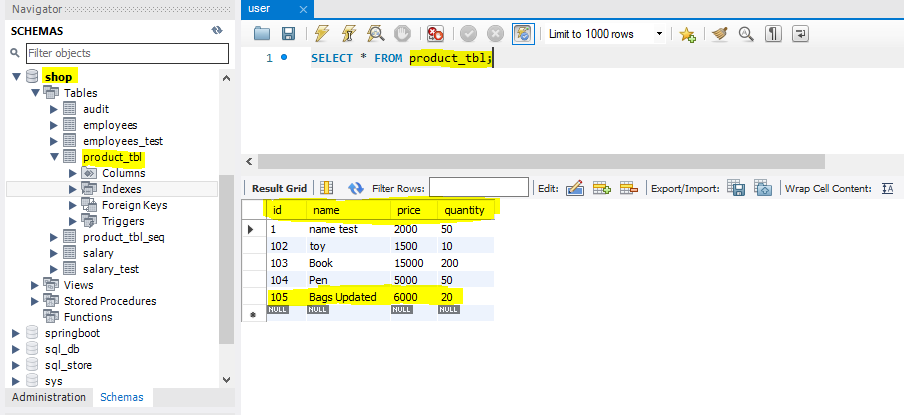 Navigator
SCHEMAS
Filter objects
shop
Tables
audit
employees
employees_test
product_tbl
Columns
Indexes
Foreign Keys
Triggers
product_tbl_seq
salary
salary_test
Views
Stored Procedures
Functions
springboot
sql_db
sql_store
sys
Administration Schemas
user x
Limit to 1000 rows
1 SELECT * FROM product_tbl;
Result Grid Filter Rows: Edit: Export/Import: Wrap Cell Content: IA
id name price quantity
1 name test 2000 50
102 toy 1500 10
103 Book 15000 200
104 Pen 5000 50
105 Bags Updated 6000 20
NULL NULL NULL NULL